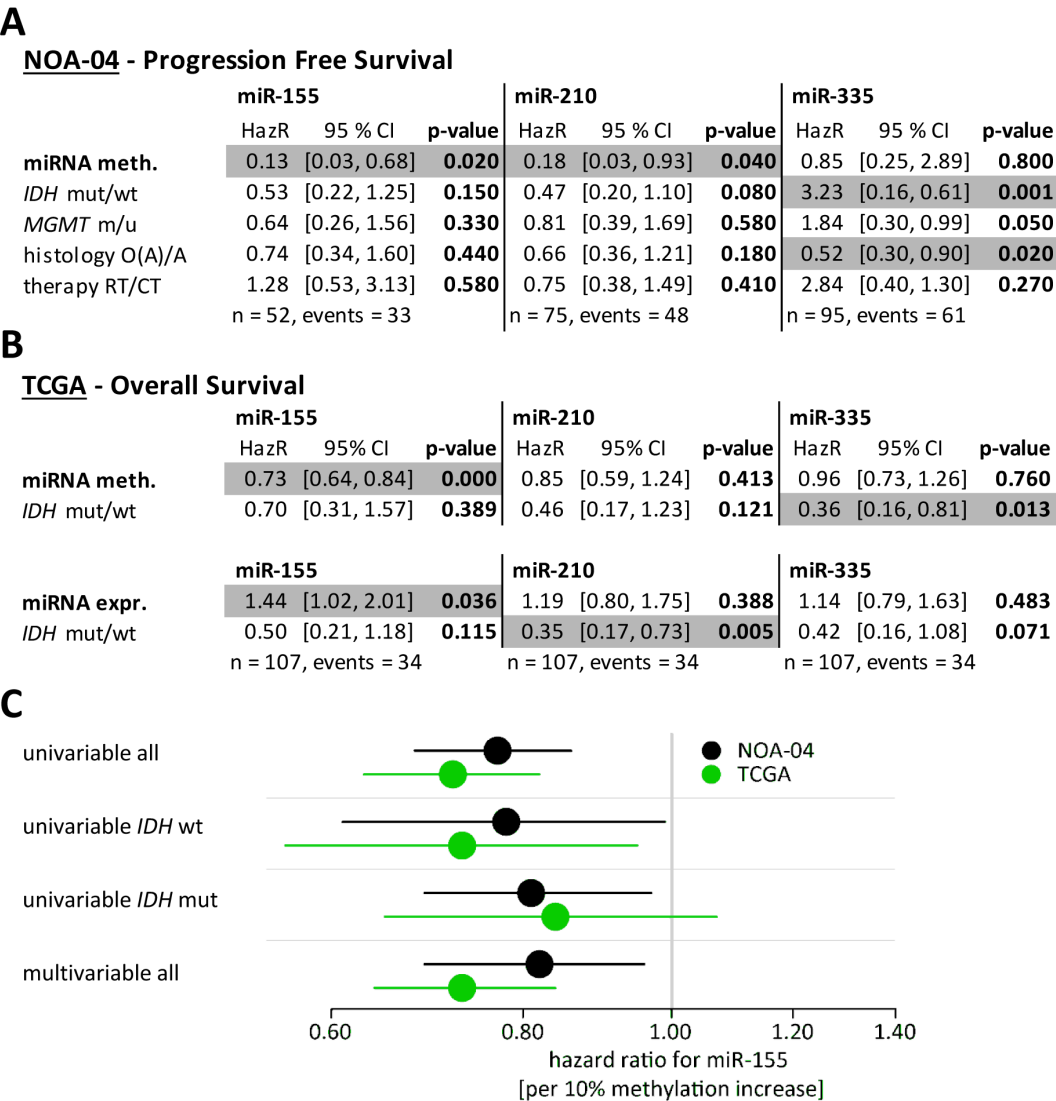 A
NOA-04 - Progression Free Survival
miR-155 miR-210 miR-335
HazR 95 % CI p-value HazR 95 % CI p-value HazR 95 % CI p-value
miRNA meth. 0.13 [0.03, 0.68] 0.020 0.18 [0.03, 0.93] 0.040 0.85 [0.25, 2.89] 0.800
IDH mut/wt 0.53 [0.22, 1.25] 0.150 0.47 [0.20, 1.10] 0.080 3.23 [0.16, 0.61] 0.001
MGMT m/u 0.64 [0.26, 1.56] 0.330 0.81 [0.39, 1.69] 0.580 1.84 [0.30, 0.99] 0.050
histology O(A)/A 0.74 [0.34, 1.60] 0.440 0.66 [0.36, 1.21] 0.180 0.52 [0.30, 0.90] 0.020
therapy RT/CT 1.28 [0.53, 3.13] 0.580 0.75 [0.38, 1.49] 0.410 2.84 [0.40, 1.30] 0.270
n = 52, events = 33 n = 75, events = 48 n = 95, events = 61
B
TCGA - Overall Survival
miR-155 miR-210 miR-335
HazR 95% CI p-value HazR 95% CI p-value HazR 95% CI p-value
miRNA meth. 0.73 [0.64, 0.84] 0.000 0.85 [0.59, 1.24] 0.413 0.96 [0.73, 1.26] 0.760
IDH mut/wt 0.70 [0.31, 1.57] 0.389 0.46 [0.17, 1.23] 0.121 0.36 [0.16, 0.81] 0.013
miR-155 miR-210 miR-335
miRNA expr. 1.44 [1.02, 2.01] 0.036 1.19 [0.80, 1.75] 0.388 1.14 [0.79, 1.63] 0.483
IDH mut/wt 0.50 [0.21, 1.18] 0.115 0.35 [0.17, 0.73] 0.005 0.42 [0.16, 1.08] 0.071
n = 107, events = 34 n = 107, events = 34 n = 107, events = 34
C
univariable all
NOA-04
TCGA
univariable IDH wt
univariable IDH mut
multivariable all
0.60 0.80 1.00 1.20 1.40
hazard ratio for miR-155
[per 10% methylation increase]